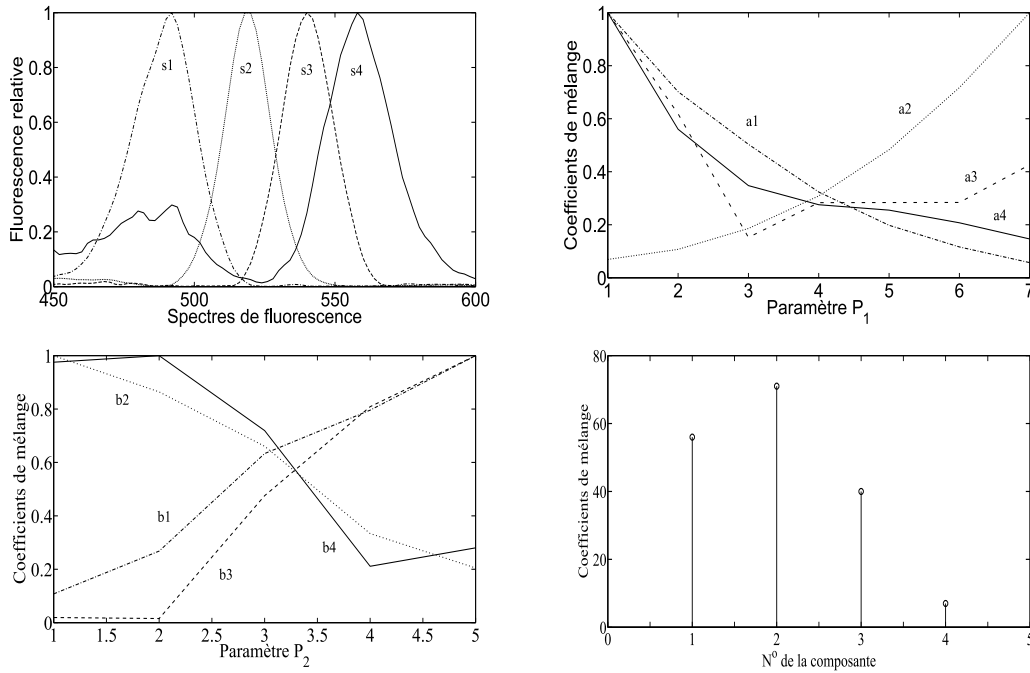 Fluorescence relative
1
0.8
0.6
0.4
0.2
0
s1
s2
s3
s4
450
500
550
600
Spectres de fluorescence
Coefficients de mélange
1
0.8
0.6
0.4
0.2
0
a1
a2
a3
a4
1
2
3
4
5
6
7
Paramètre P1
Coefficients de mélange
1
0.8
0.6
0.4
0.2
0
b2
b1
b3
b4
1
1.5
2
2.5
3
3.5
4
4.5
5
Paramètre P2
Coefficients de mélange
80
60
40
20
0
0
1
2
3
4
5
N° de la composante